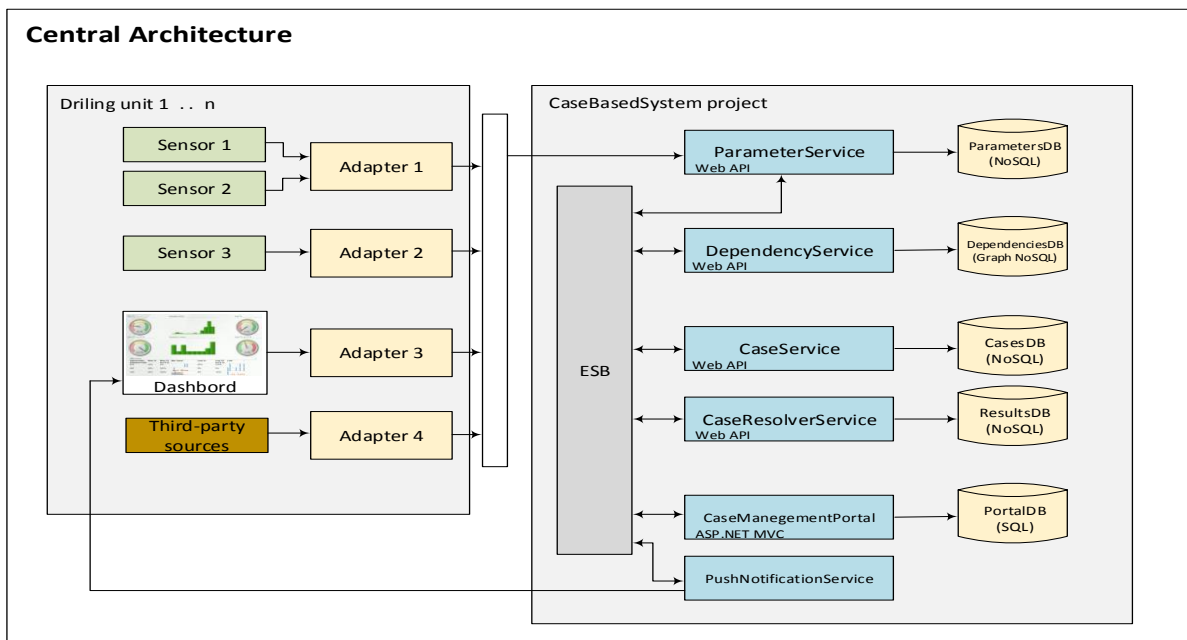 Central Architecture
Driling unit 1 . . n
Sensor 1
Sensor 2
Adapter 1
Sensor 3
Adapter 2
Dashbord
Adapter 3
Third-party
sources
Adapter 4
CaseBasedSystem project
ESB
ParameterService
Web API
ParametersDB
(NoSQL)
DependencyService
Web API
DependenciesDB
(Graph NoSQL)
CaseService
Web API
CasesDB
(NoSQL)
CaseResolverService
Web API
ResultsDB
(NoSQL)
CaseManegementPortal
ASP.NET MVC
PortalDB
(SQL)
PushNotificationService